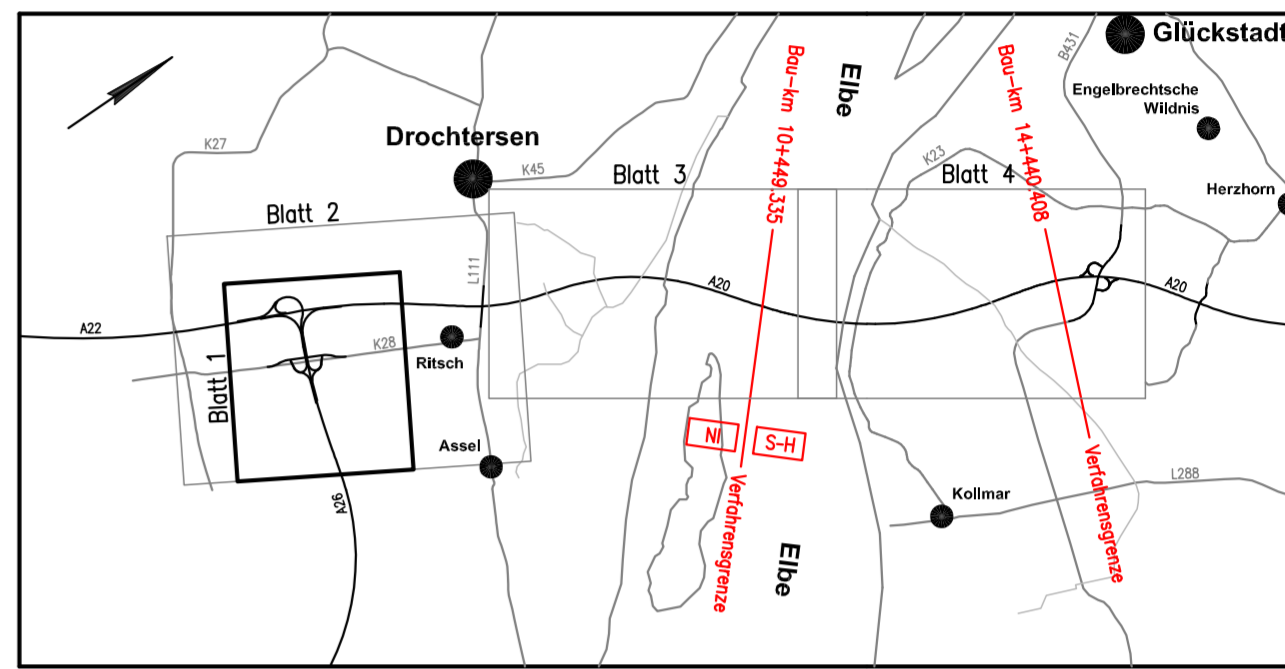 Glückstadt
B431
Engelbrechtsche
Wildnis
Herzhorn
Bau-km 10+449.335
Elbe
Bau-km 14+440.408
K27
Drochtersen
K45
Blatt 3
K23
Blatt 4
Blatt 2
L111
A20
A20
A22
K28
Ritsch
Blatt 1
Assel
NI
S-H
Verfahrensgrenze
Verfahrensgrenze
A26
Kollmar
L288
Elbe